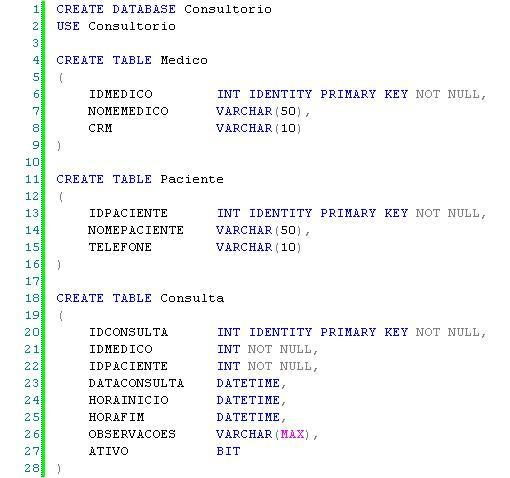 1 CREATE DATABASE Consultorio
2 USE Consultorio
3
4 CREATE TABLE Medico
5 (
6 IDMEDICO INT IDENTITY PRIMARY KEY NOT NULL,
7 NOMEMEDICO VARCHAR(50),
8 CRM VARCHAR(10)
9 )
10
11 CREATE TABLE Paciente
12 (
13 IDPACIENTE INT IDENTITY PRIMARY KEY NOT NULL,
14 NOMEPACIENTE VARCHAR(50),
15 TELEFONE VARCHAR(10)
16 )
17
18 CREATE TABLE Consulta
19 (
20 IDCONSULTA INT IDENTITY PRIMARY KEY NOT NULL,
21 IDMEDICO INT NOT NULL,
22 IDPACIENTE INT NOT NULL,
23 DATACONSULTA DATETIME,
24 HORAINICIO DATETIME,
25 HORAFIM DATETIME,
26 OBSERVACOES VARCHAR(MAX),
27 ATIVO BIT
28 )